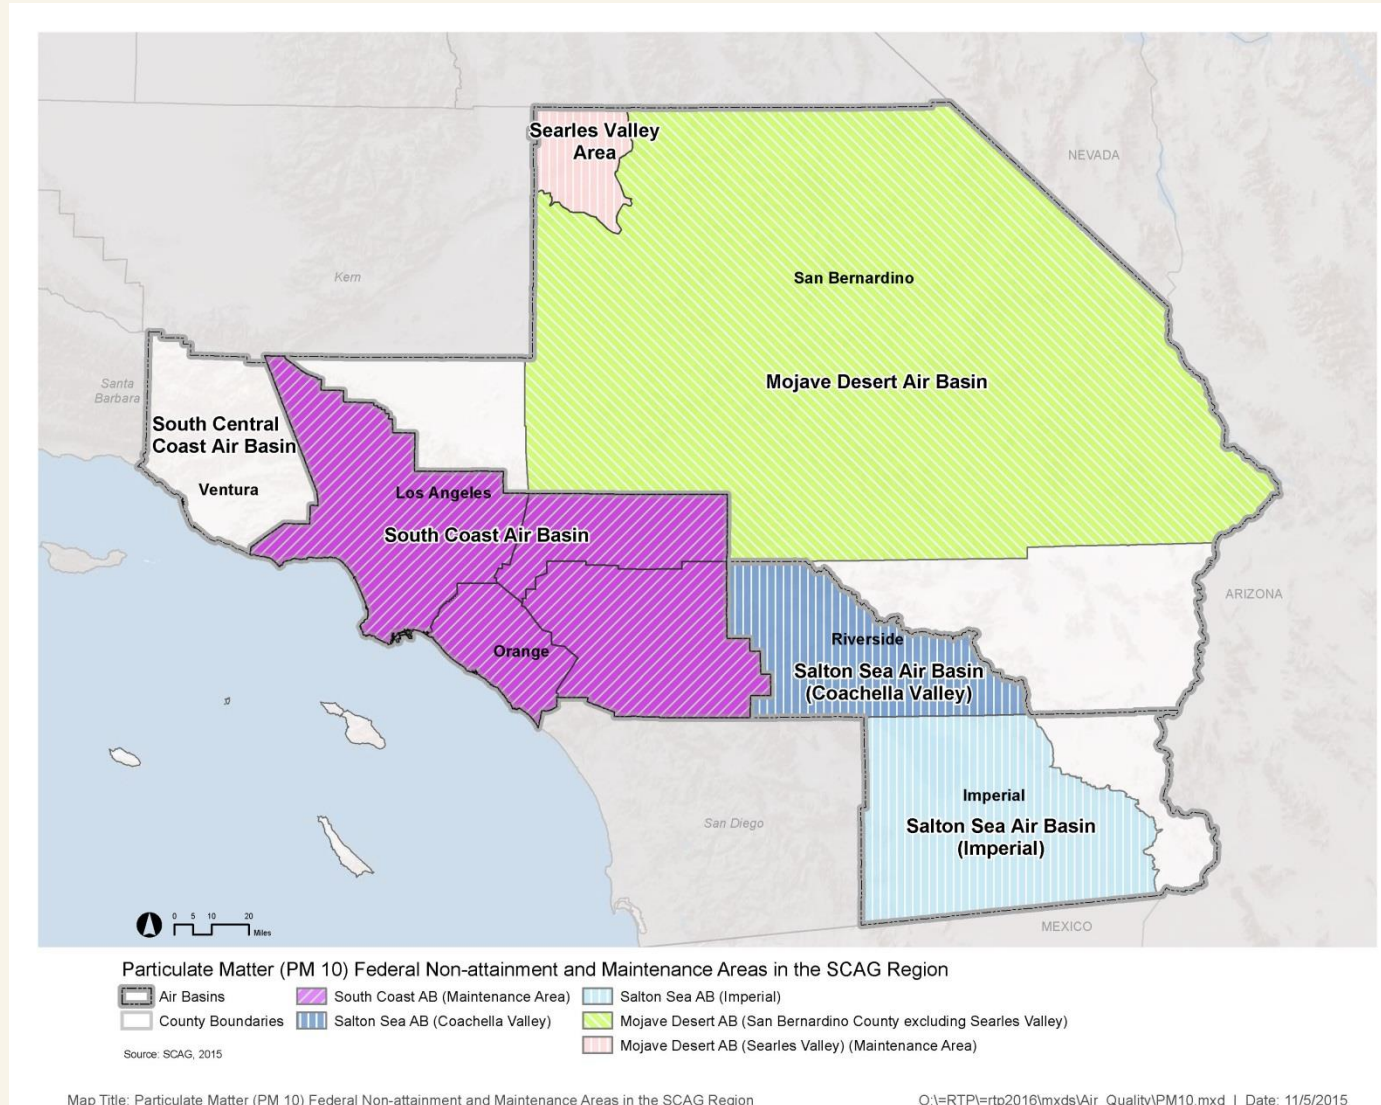 Searles Valley
Area
NEVADA
Kern
San Bernardino
Santa
Barbara
Mojave Desert Air Basin
South Central
Coast Air Basin
Ventura
Los Angeles
South Coast Air Basin
ARIZONA
Orange
Riverside
Salton Sea Air Basin
(Coachella Valley)
San Diego
Imperial
Salton Sea Air Basin
(Imperial)
MEXICO
0 5 10 20
Miles
Particulate Matter (PM 10) Federal Non-attainment and Maintenance Areas in the SCAG Region
Air Basins
County Boundaries
South Coast AB (Maintenance Area)
Salton Sea AB (Coachella Valley)
Salton Sea AB (Imperial)
Mojave Desert AB (San Bernardino County excluding Searles Valley)
Mojave Desert AB (Searles Valley) (Maintenance Area)
Source: SCAG, 2015
Map Title: Particulate Matter (PM 10) Federal Non-attainment and Maintenance Areas in the SCAG Region
O:\=RTP\=rtp2016\mxds\Air_Quality\PM10.mxd | Date: 11/5/2015